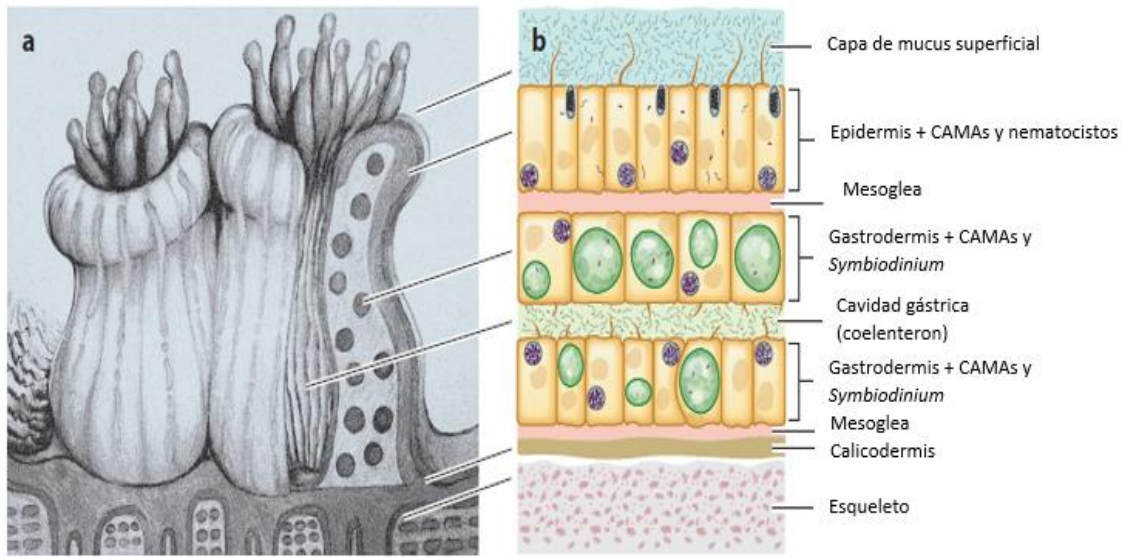 a
b
Capa de mucus superficial
Epidermis + CAMAs y nematocistos
Mesoglea
Gastrodermis + CAMAs y
Symbiodinium
Cavidad gástrica
(coelenteron)
Gastrodermis + CAMAs y
Symbiodinium
Mesoglea
Calicodermis
Esqueleto